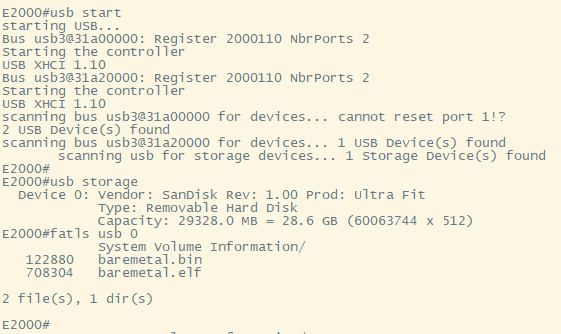 E2000#usb start
starting USB...
Bus usb3@31a00000: Register 2000110 NbrPorts 2
Starting the controller
USB XHCI 1.10
Bus usb3@31a20000: Register 2000110 NbrPorts 2
Starting the controller
USB XHCI 1.10
scanning bus usb3@31a00000 for devices... cannot reset port 1!?
2 USB Device(s) found
scanning bus usb3@31a20000 for devices... 1 USB Device(s) found
       scanning usb for storage devices... 1 Storage Device(s) found
E2000#
E2000#usb storage
  Device 0: Vendor: SanDisk Rev: 1.00 Prod: Ultra Fit
            Type: Removable Hard Disk
            Capacity: 29328.0 MB = 28.6 GB (60063744 x 512)
E2000#fatls usb 0
            System Volume Information/
   122880   baremetal.bin
   708304   baremetal.elf

2 file(s), 1 dir(s)

E2000#